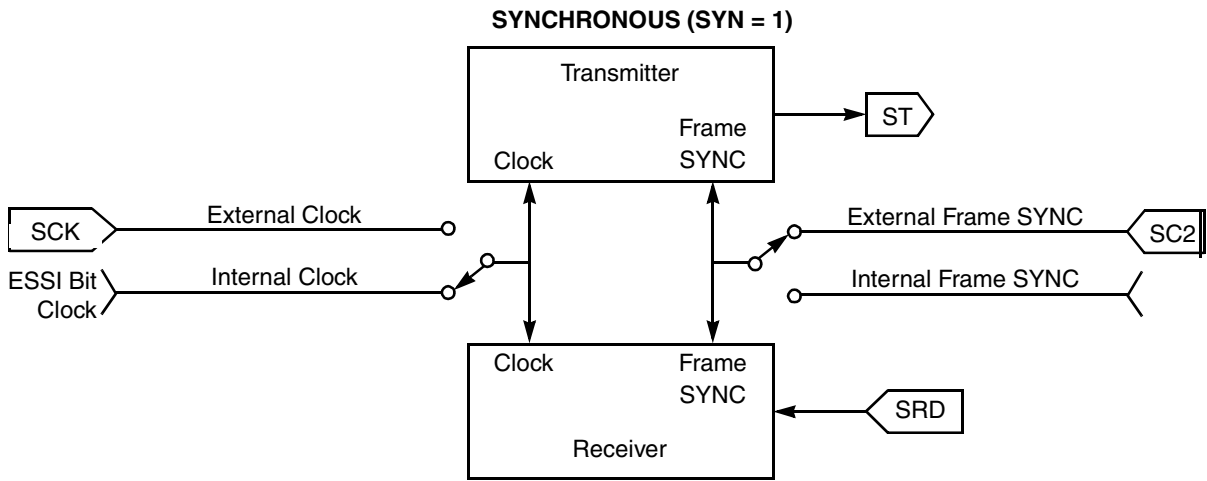 SYNCHRONOUS (SYN = 1)
Transmitter
ST
Frame
SYNC
Clock
External Clock
External Frame SYNC
SCK
SC2
ESSI Bit
Clock
Internal Clock
Internal Frame SYNC
Clock
Frame
SYNC
SRD
Receiver